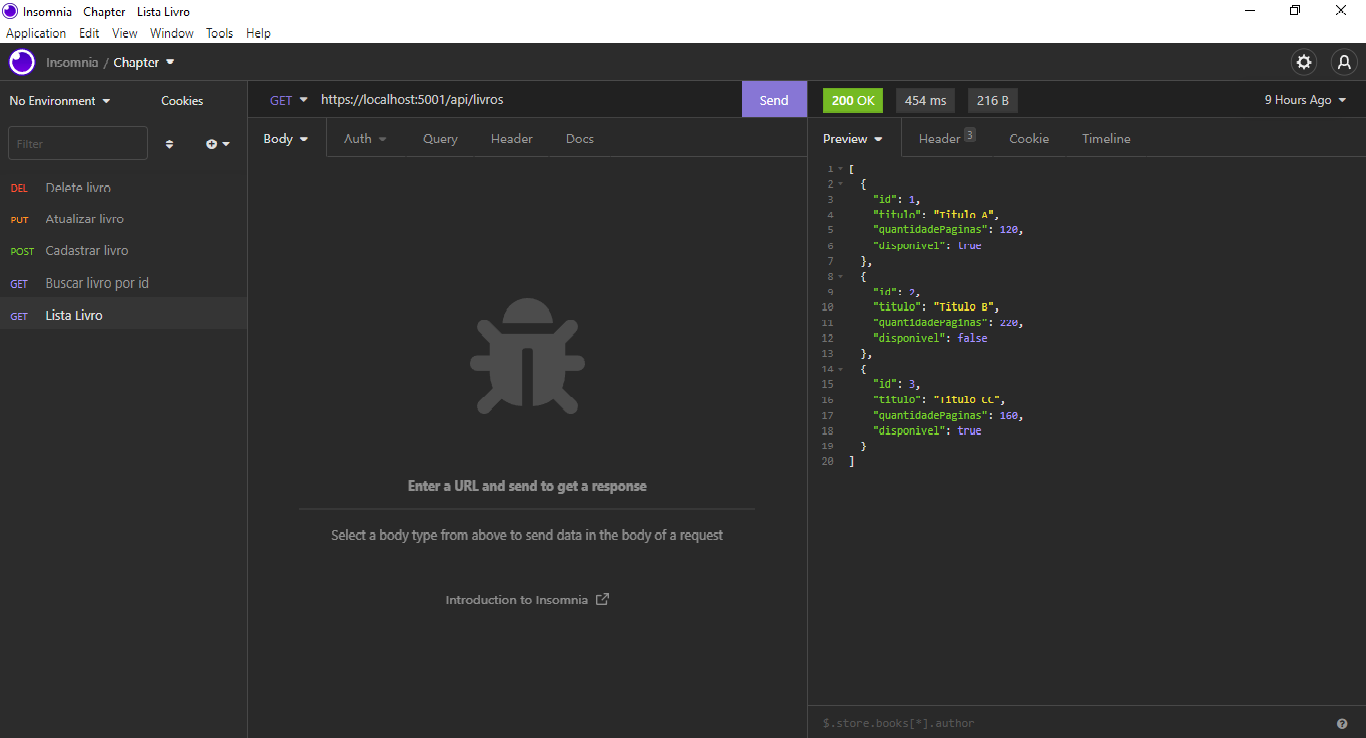 Insomnia Chapter Lista Livro
Application Edit View Window Tools Help
Insomnia / Chapter
No Environment
Cookies
Filter
DEL Delete livro
PUT Atualizar livro
POST Cadastrar livro
GET Buscar livro por id
GET Lista Livro
GET https://localhost:5001/api/livros Send
Body Auth Query Header Docs
Enter a URL and send to get a response
Select a body type from above to send data in the body of a request
Introduction to Insomnia
200 OK 454 ms 216 B 9 Hours Ago
Preview Header 3 Cookie Timeline
1 [
2 {
3 "id": 1,
4 "titulo": "Titulo A",
5 "quantidadePaginas": 120,
6 "disponivel": true
7 },
8 {
9 "id": 2,
10 "titulo": "Titulo B",
11 "quantidadePaginas": 220,
12 "disponivel": false
13 },
14 {
15 "id": 3,
16 "titulo": "Titulo CC",
17 "quantidadePaginas": 160,
18 "disponivel": true
19 }
20 ]
$.store.books[*].author